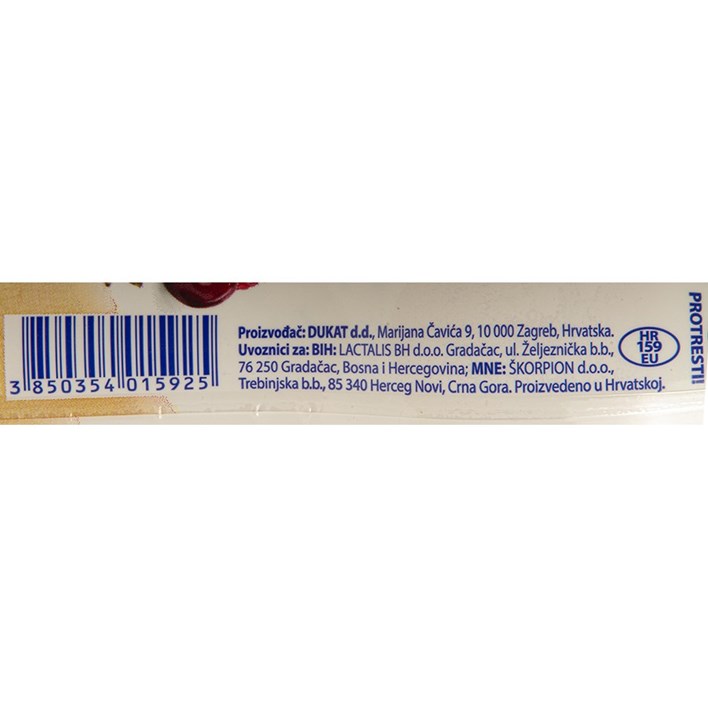 Proizvođač: DUKAT d.d., Marijana Čavića 9, 10 000 Zagreb, Hrvatska.
Uvoznici za: BIH: LACTALIS BH d.o.o. Gradačac, ul. Željeznička b.b.,
76 250 Gradačac, Bosna i Hercegovina; MNE: ŠKORPION d.o.o.,
Trebinjska b.b., 85 340 Herceg Novi, Crna Gora. Proizvedeno u Hrvatskoj.
3 850354 015925
HR
159
EU
PROTRESTI!